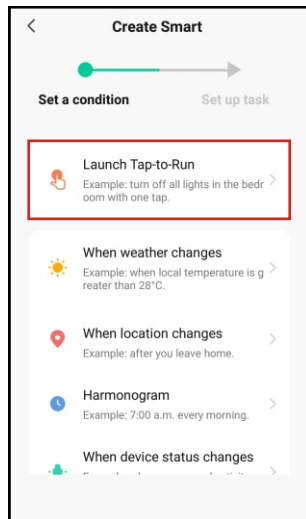 Create Smart
Set a condition
Set up task
Launch Tap-to-Run
Example: turn off all lights in the bedr
oom with one tap.
When weather changes
Example: when local temperature is g
reater than 28°C.
When location changes
Example: after you leave home.
Harmonogram
Example: 7:00 a.m. every morning.
When device status changes